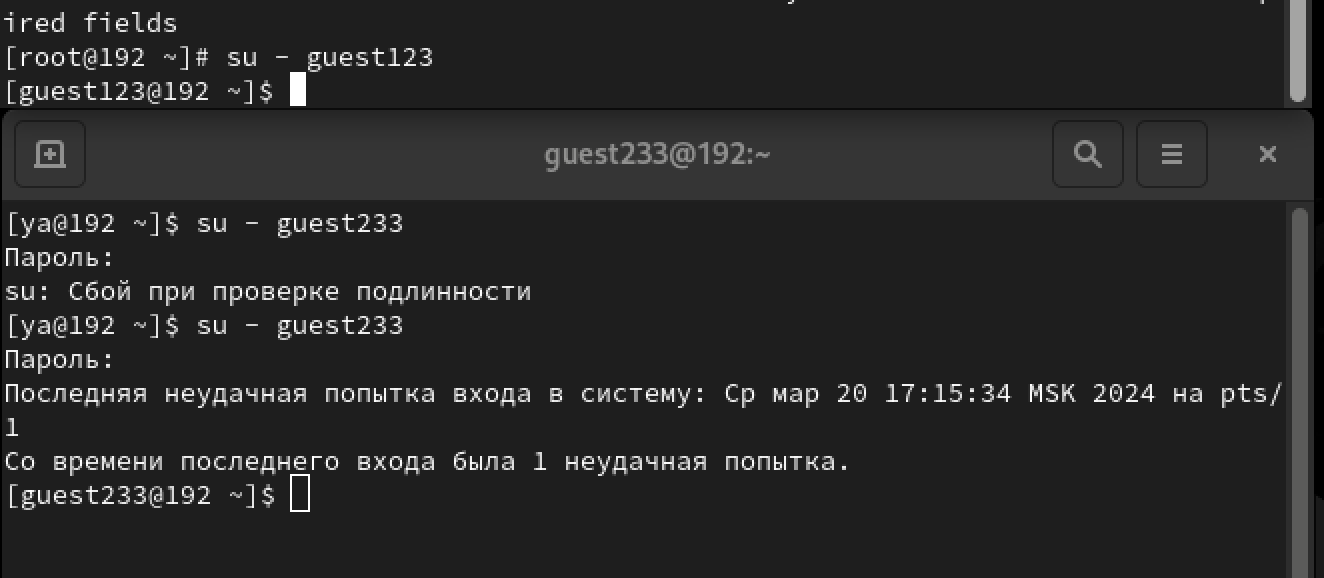 ired fields
[root@192 ~]# su - guest123
[guest123@192 ~]$
guest233@192:~
[ya@192 ~]$ su - guest233
Пароль:
su: Сбой при проверке подлинности
[ya@192 ~]$ su - guest233
Пароль:
Последняя неудачная попытка входа в систему: Ср мар 20 17:15:34 MSK 2024 на pts/
1
Со времени последнего входа была 1 неудачная попытка.
[guest233@192 ~]$